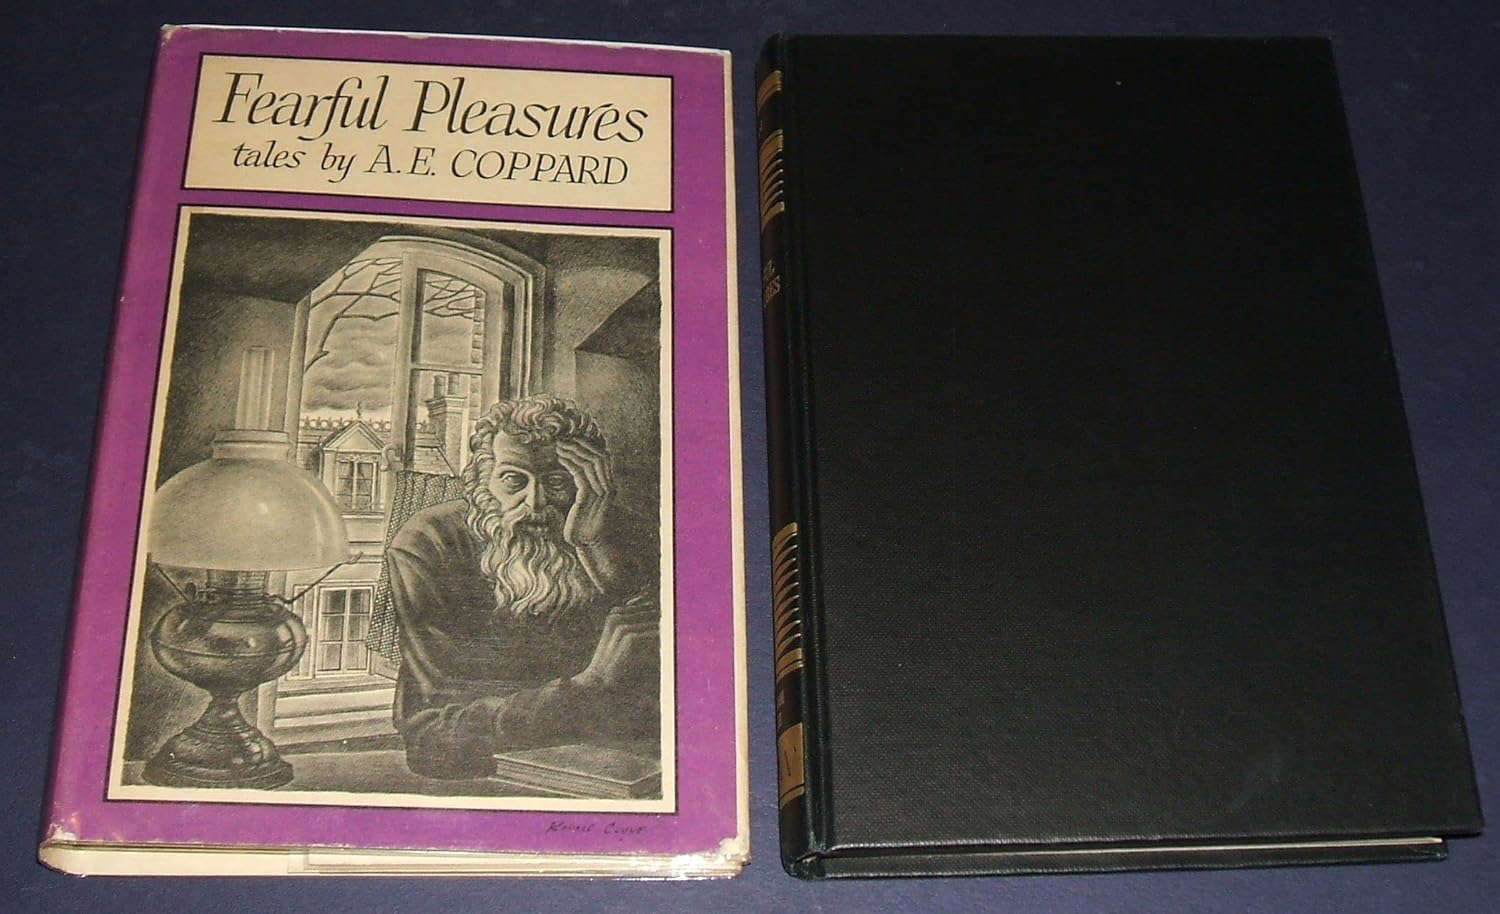 Fearful Pleasures
tales by A. E. COPPARD